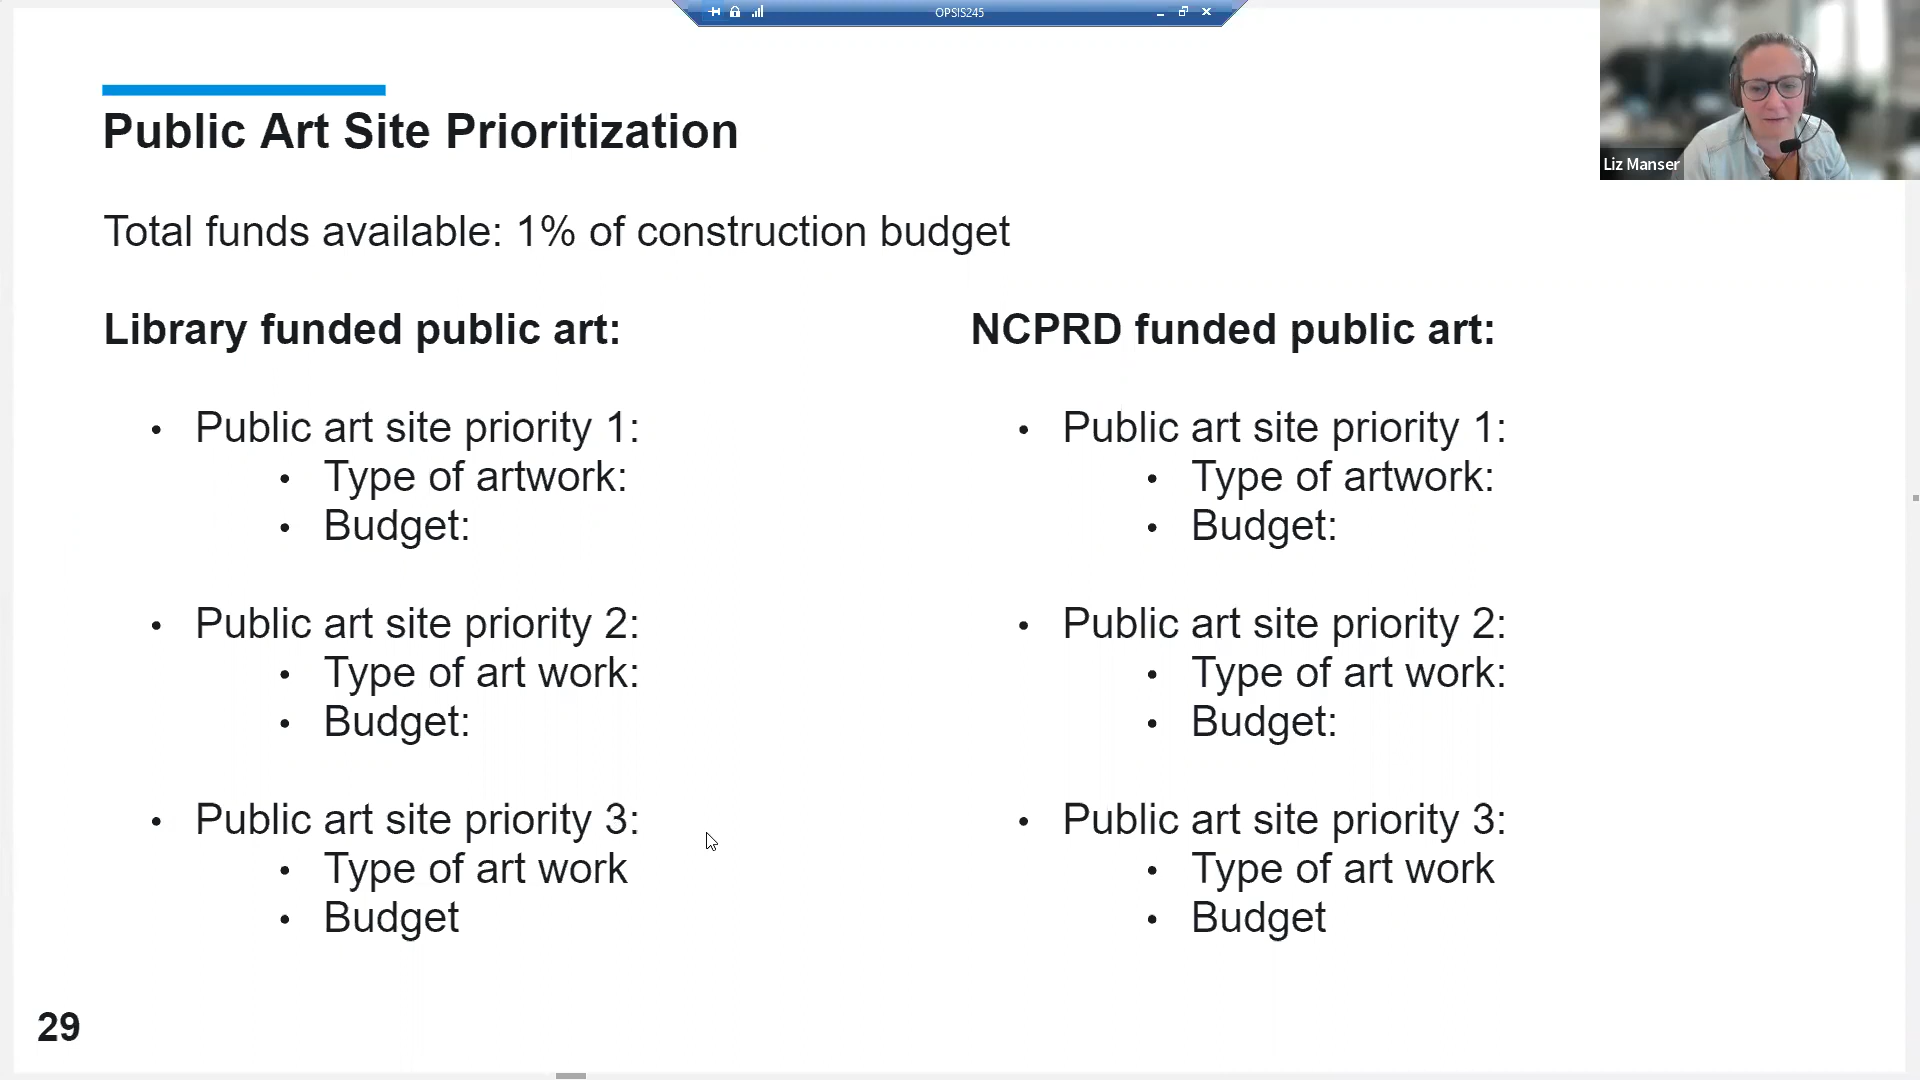 OPSIS245
Liz Manser
Public Art Site Prioritization
Total funds available: 1% of construction budget
Library funded public art:
• Public art site priority 1:
• Type of artwork:
• Budget:
• Public art site priority 2:
• Type of art work:
• Budget:
• Public art site priority 3:
• Type of art work
• Budget
NCPRD funded public art:
• Public art site priority 1:
• Type of artwork:
• Budget:
• Public art site priority 2:
• Type of art work:
• Budget:
• Public art site priority 3:
• Type of art work
• Budget
29